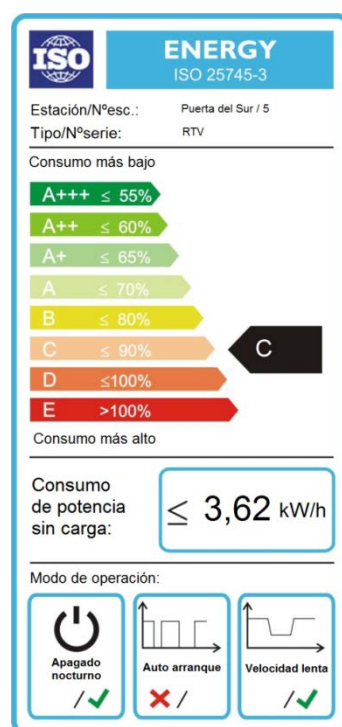 ISO
ENERGY
ISO 25745-3
Estación/Nºesc.: Puerta del Sur / 5
Tipo/Nºserie: RTV
Consumo más bajo
A+++ ≤ 55%
A++ ≤ 60%
A+ ≤ 65%
A ≤ 70%
B ≤ 80%
C ≤ 90% C
D ≤100%
E >100%
Consumo más alto
Consumo
de potencia
sin carga:
≤ 3,62 kW/h
Modo de operación:
Apagado
nocturno
Auto arranque
Velocidad lenta
/ ✓
✗ /
/ ✓